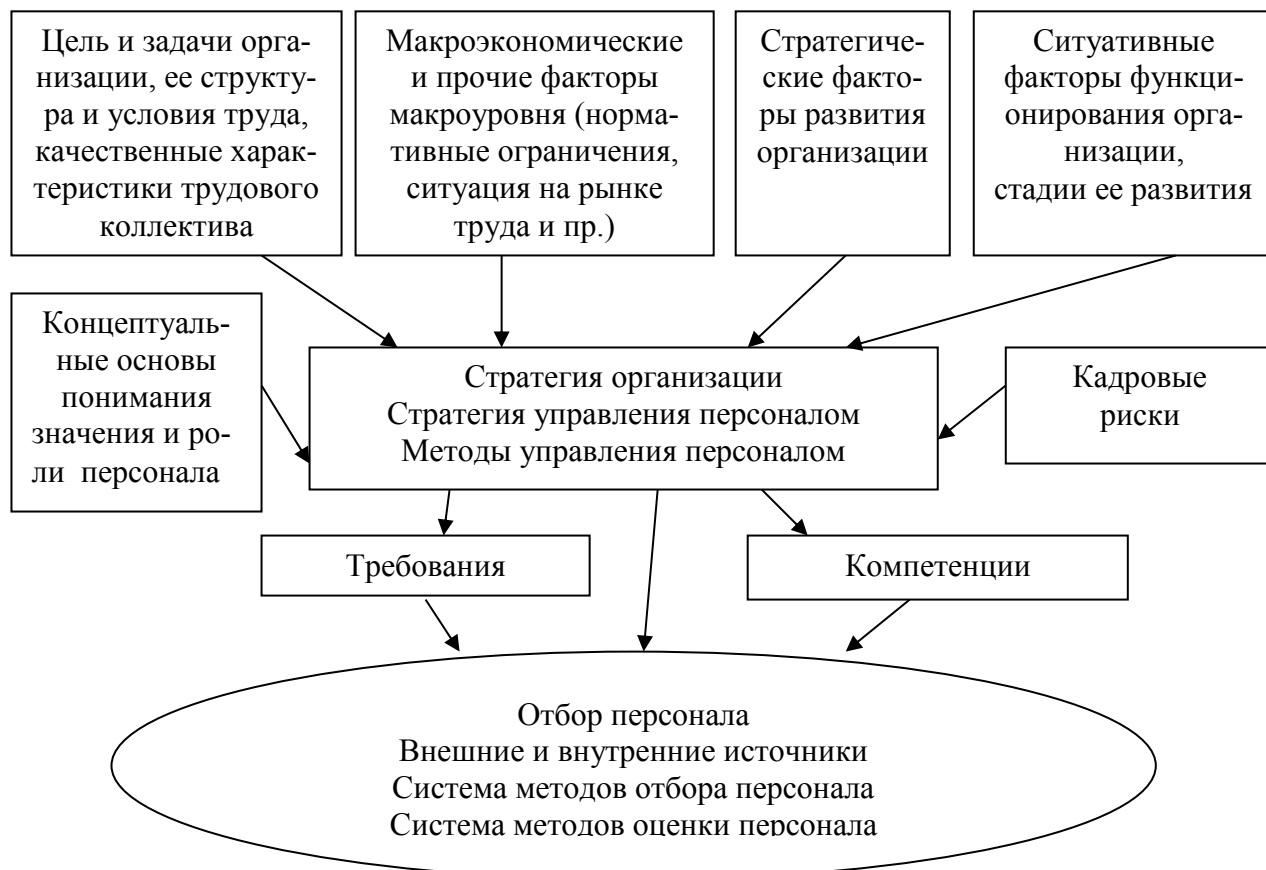 Цель и задачи орга-
низации, ее структу-
ра и условия труда,
качественные харак-
теристики трудового
коллектива
Макроэкономические
и прочие факторы
макроуровня (норма-
тивные ограничения,
ситуация на рынке
труда и пр.)
Стратегиче-
ские факто-
ры развития
организации
Ситуативные
факторы функци-
онирования орга-
низации,
стадии ее развития
Концептуаль-
ные основы
понимания
значения и ро-
ли персонала
Стратегия организации
Стратегия управления персоналом
Методы управления персоналом
Кадровые
риски
Требования
Компетенции
Отбор персонала
Внешние и внутренние источники
Система методов отбора персонала
Система методов оценки персонала